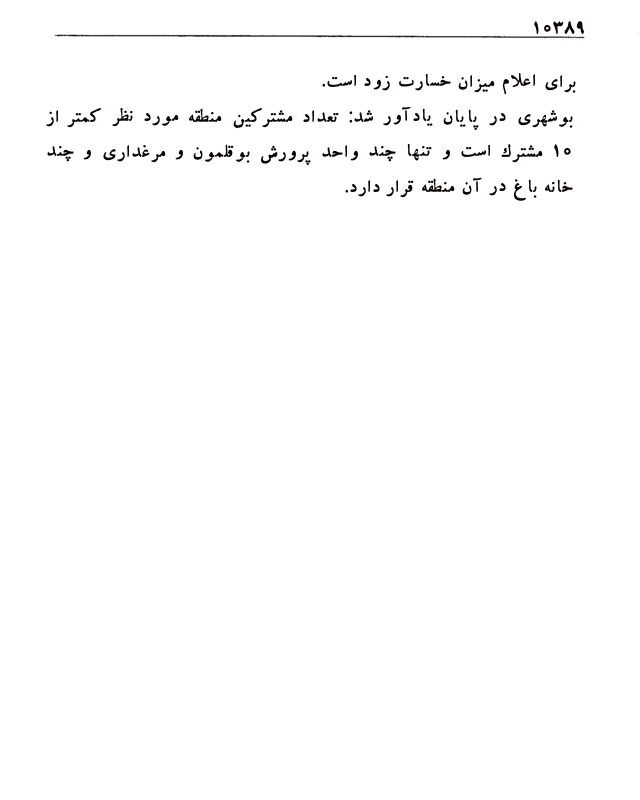 ۱۰۳۸۹
برای اعلام میزان خسارت زود است.
بوشهری در پایان یادآور شد: تعداد مشترکین منطقه مورد نظر کمتر از
۱۵ مشترك است و تنها چند واحد پرورش بوقلمون و مرغداری و چند
خانه باغ در آن منطقه قرار دارد.